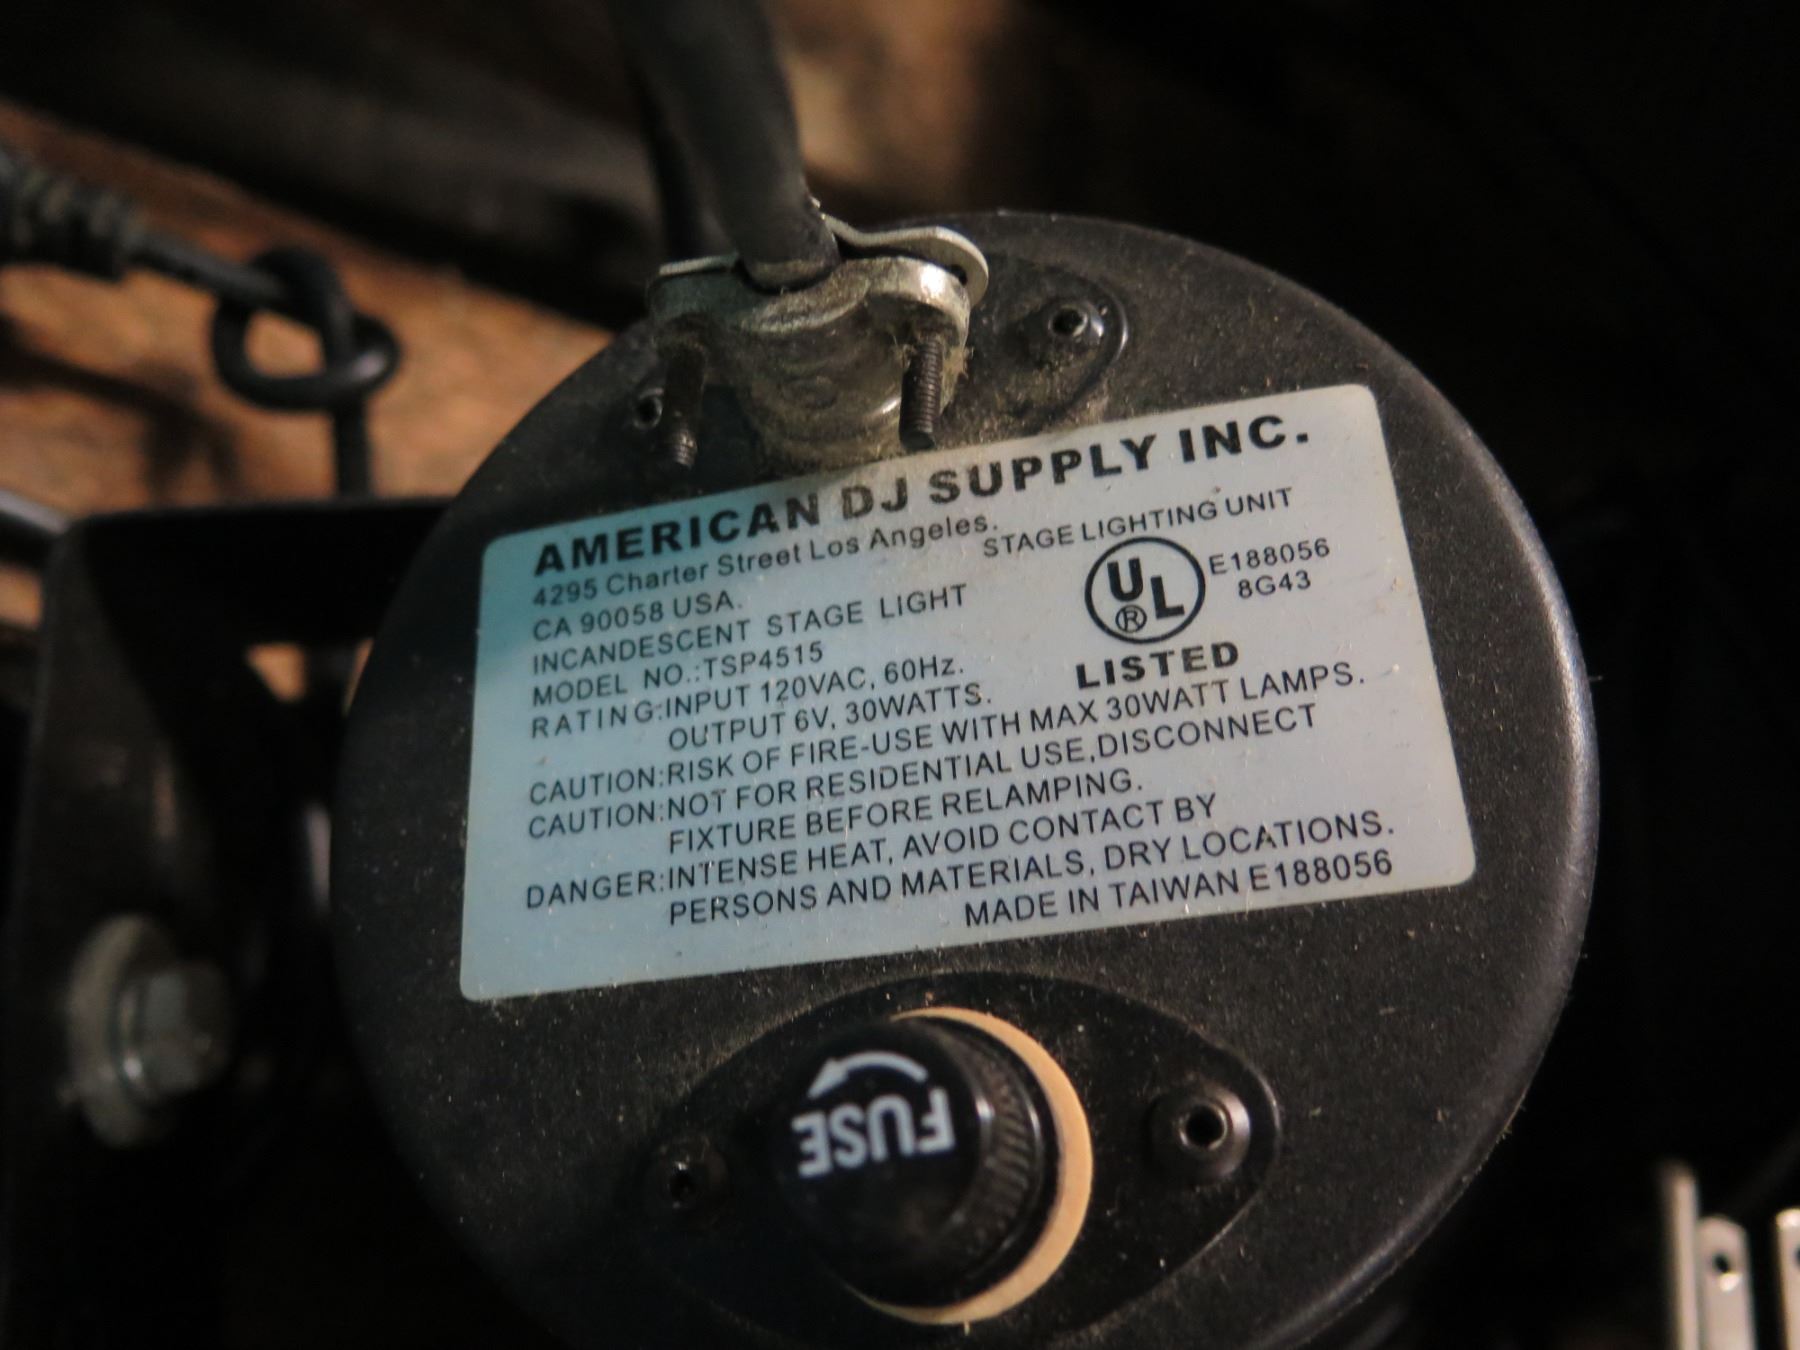 AMERICAN DJ SUPPLY INC.
4295 Charter Street Los Angeles.
CA 90058 USA.
STAGE LIGHTING UNIT
INCANDESCENT STAGE LIGHT
UL ®
E188056
8G43
LISTED
MODEL NO.:TSP4515
RATING:INPUT 120VAC, 60Hz.
OUTPUT 6V, 30WATTS.
CAUTION:RISK OF FIRE-USE WITH MAX 30WATT LAMPS.
CAUTION:NOT FOR RESIDENTIAL USE,DISCONNECT
FIXTURE BEFORE RELAMPING.
DANGER:INTENSE HEAT, AVOID CONTACT BY
PERSONS AND MATERIALS, DRY LOCATIONS.
MADE IN TAIWAN E188056
FUSE